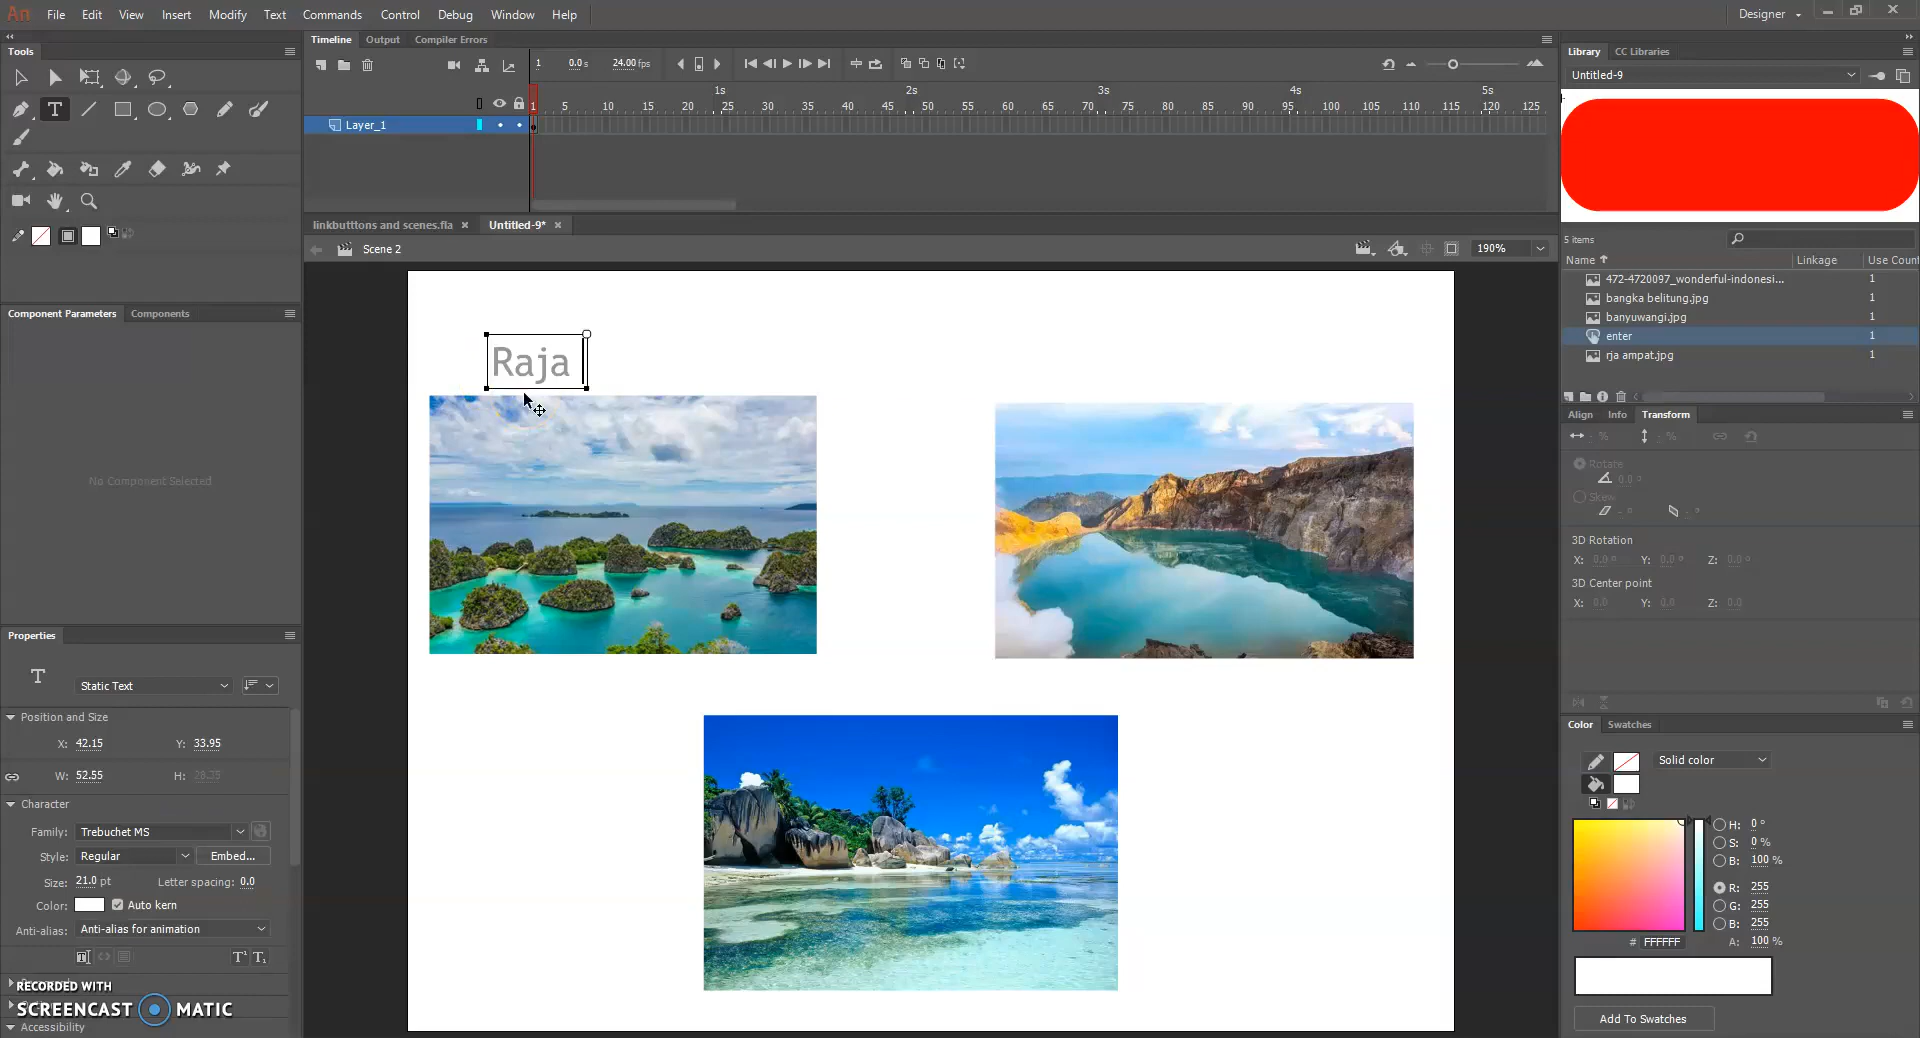 An File Edit View Insert Modify Text Commands Control Debug Window Help Designer
Tools
Timeline Output Compiler Errors
Library CC Libraries
1 0.0 s 24.00 fps
Untitled-9
1s 2s 3s 4s 5s
1 5 10 15 20 25 30 35 40 45 50 55 60 65 70 75 80 85 90 95 100 105 110 115 120 125
Layer_1
linkbutttons and scenes.fla Untitled-9*
Scene 2 190%
5 items
Name Linkage Use Count
472-4720097_wonderful-indonesi... 1
bangka belitung.jpg 1
banyuwangi.jpg 1
enter 1
rja ampat.jpg 1
Component Parameters Components
No Component Selected
Raja
Align Info Transform
- % - %
Rotate
0.0 °
Skew
- ° - °
3D Rotation
X: 0.0 ° Y: 0.0 ° Z: 0.0 °
3D Center point
X: 0.0 Y: 0.0 Z: 0.0
Properties
T Static Text
Position and Size
X: 42.15 Y: 33.95
W: 52.55 H: 28.35
Character
Family: Trebuchet MS
Style: Regular Embed...
Size: 21.0 pt Letter spacing: 0.0
Color: Auto kern
Anti-alias: Anti-alias for animation
RECORDED WITH
SCREENCAST MATIC
Accessibility
Color Swatches
Solid color
H: 0 °
S: 0 %
B: 100 %
R: 255
G: 255
B: 255
# FFFFFF A: 100 %
Add To Swatches